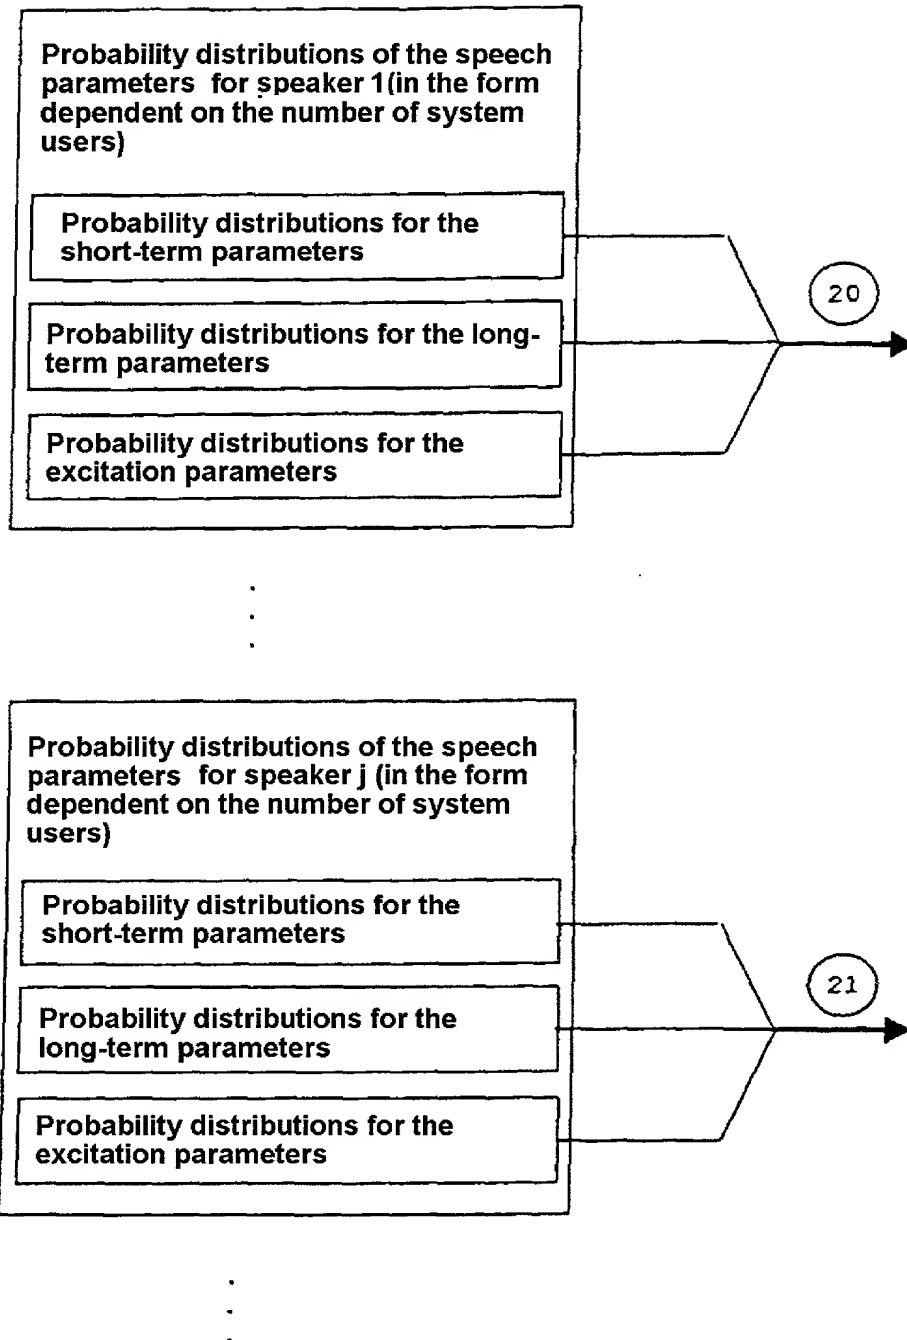 Probability distributions of the speech
parameters for speaker 1(in the form
dependent on the number of system
users)
Probability distributions for the
short-term parameters
Probability distributions for the long-
term parameters
Probability distributions for the
excitation parameters
20
Probability distributions of the speech
parameters for speaker j (in the form
dependent on the number of system
users)
Probability distributions for the
short-term parameters
Probability distributions for the
long-term parameters
Probability distributions for the
excitation parameters
21